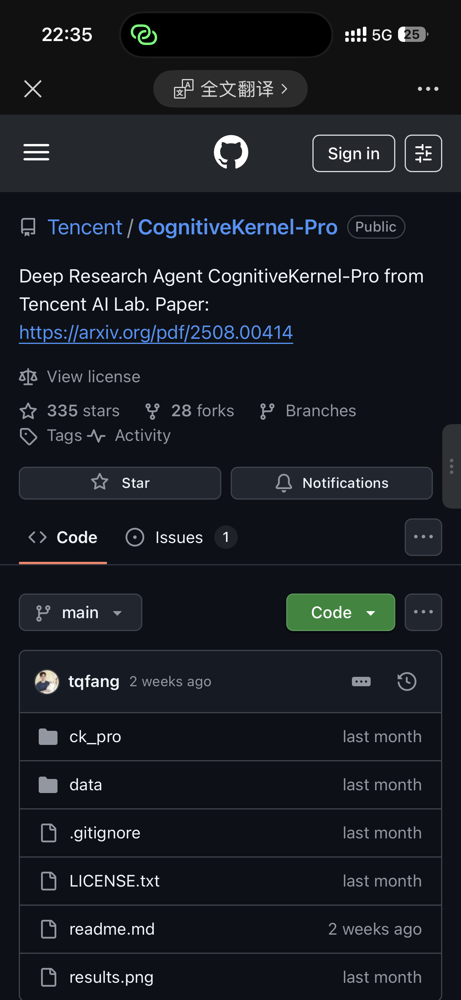 22:35
5G 25
全文翻译
Sign in
Tencent / CognitiveKernel-Pro Public
Deep Research Agent CognitiveKernel-Pro from
Tencent AI Lab. Paper:
https://arxiv.org/pdf/2508.00414
View license
335 stars 28 forks Branches
Tags Activity
Star Notifications
Code Issues 1
main Code
tqfang 2 weeks ago
ck_pro last month
data last month
.gitignore last month
LICENSE.txt last month
readme.md 2 weeks ago
results.png last month